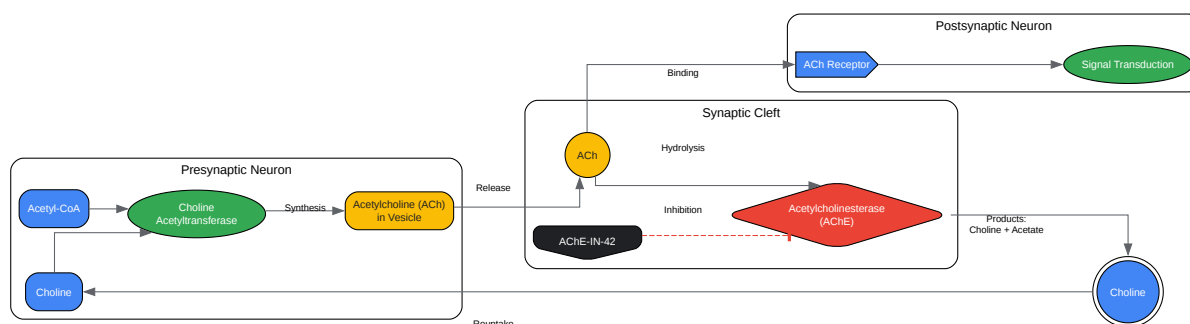 Postsynaptic Neuron
ACh Receptor
Signal Transduction
Binding
Synaptic Cleft
ACh
Hydrolysis
Presynaptic Neuron
Acetyl-CoA
Choline
Acetyltransferase
Synthesis
Acetylcholine (ACh)
in Vesicle
Release
Inhibition
Acetylcholinesterase
(AChE)
AChE-IN-42
Products:
Choline + Acetate
Choline
Choline